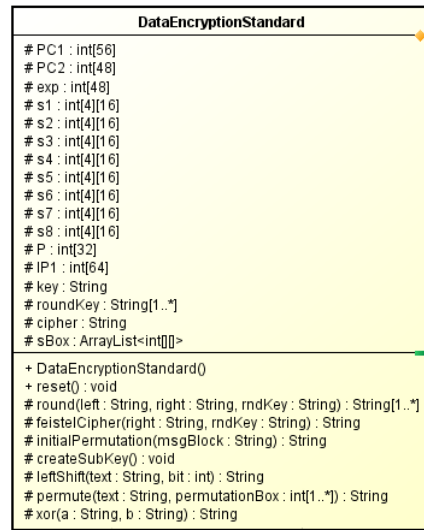 DataEncryptionStandard
# PC1 : int[56]
# PC2 : int[48]
# exp : int[48]
# s1 : int[4][16]
# s2 : int[4][16]
# s3 : int[4][16]
# s4 : int[4][16]
# s5 : int[4][16]
# s6 : int[4][16]
# s7 : int[4][16]
# s8 : int[4][16]
# P : int[32]
# IP1 : int[64]
# key : String
# roundKey : String[1..*]
# cipher : String
# sBox : ArrayList<int[][]>
+ DataEncryptionStandard()
+ reset() : void
# round(left : String, right : String, rndKey : String) : String[1..*]
# feistelCipher(right : String, rndKey : String) : String
# initialPermutation(msgBlock : String) : String
# createSubKey() : void
# leftShift(text : String, bit : int) : String
# permute(text : String, permutationBox : int[1..*]) : String
# xor(a : String, b : String) : String